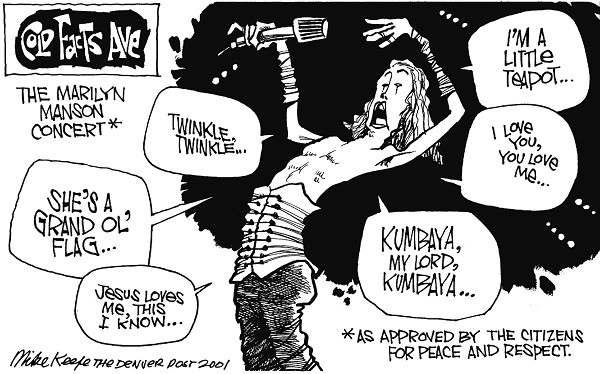 COLD FACTS AVE
THE MARILYN
MANSON
CONCERT*
TWINKLE,
TWINKLE...
SHE'S A
GRAND OL'
FLAG...
JESUS LOVES
ME, THIS
I KNOW...
I'M A
LITTLE
TEAPOT...
I LOVE
YOU,
YOU LOVE
ME...
KUMBAYA,
MY LORD,
KUMBAYA...
*AS APPROVED BY THE CITIZENS
FOR PEACE AND RESPECT.
Mike Keefe THE DENVER POST 2001